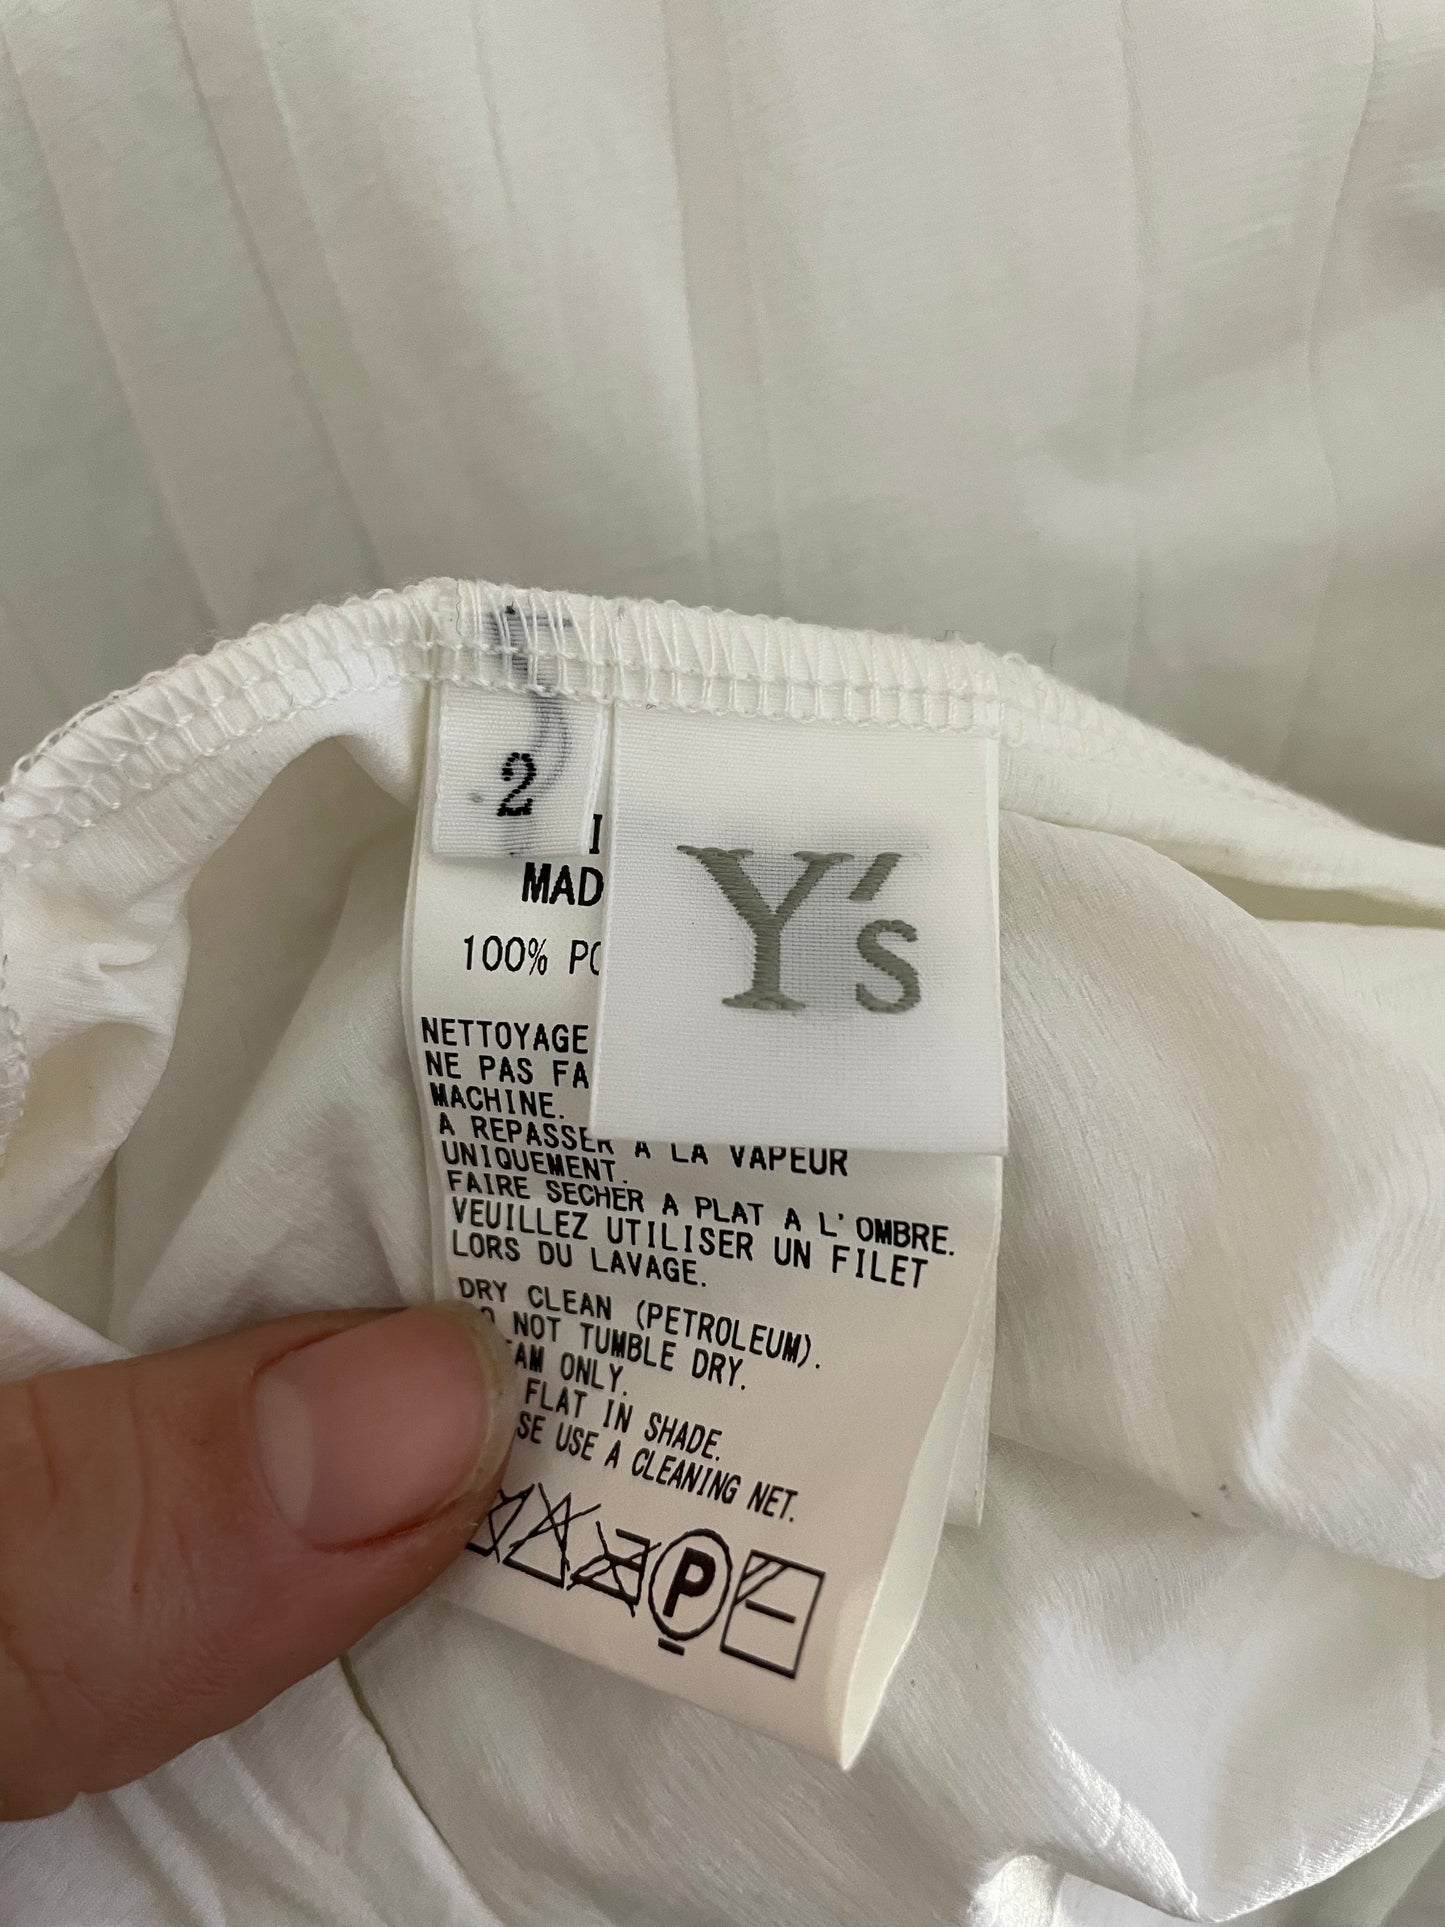 2
Y's
MAD
100% PO
NETTOYAGE
NE PAS FA
MACHINE.
A REPASSER A LA VAPEUR
UNIQUEMENT.
FAIRE SECHER A PLAT A L'OMBRE.
VEUILLEZ UTILISER UN FILET
LORS DU LAVAGE.
DRY CLEAN (PETROLEUM).
NOT TUMBLE DRY.
AM ONLY.
FLAT IN SHADE.
SE USE A CLEANING NET.
P